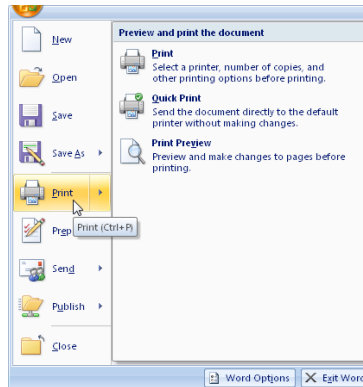 New
Open
Save
Save As
Print
Prep
Print (Ctrl+P)
Send
Publish
Close
Preview and print the document
Print
Select a printer, number of copies, and
other printing options before printing.
Quick Print
Send the document directly to the default
printer without making changes.
Print Preview
Preview and make changes to pages before
printing.
Word Options
Exit Word